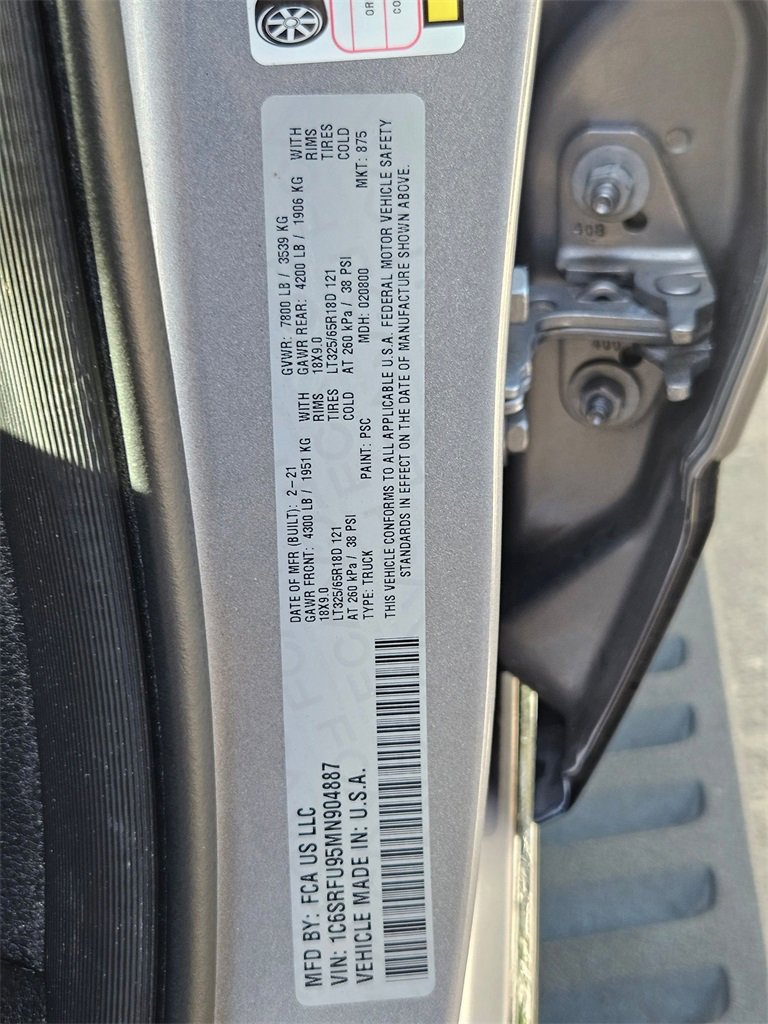 OR
CO
MFD BY: FCA US LLC
VIN: 1C6SRFU95MN904887
VEHICLE MADE IN: U.S.A.
DATE OF MFR (BUILT): 2-21 GVWR: 7800 LB / 3539 KG
GAWR FRONT: 4300 LB / 1951 KG WITH GAWR REAR: 4200 LB / 1906 KG WITH
18X9.0 RIMS 18X9.0 RIMS
LT325/65R18D 121 TIRES LT325/65R18D 121 TIRES
AT 260 kPa / 38 PSI COLD AT 260 kPa / 38 PSI COLD
TYPE: TRUCK PAINT: PSC MDH: 020800 MKT: 875
THIS VEHICLE CONFORMS TO ALL APPLICABLE U.S.A. FEDERAL MOTOR VEHICLE SAFETY
STANDARDS IN EFFECT ON THE DATE OF MANUFACTURE SHOWN ABOVE.